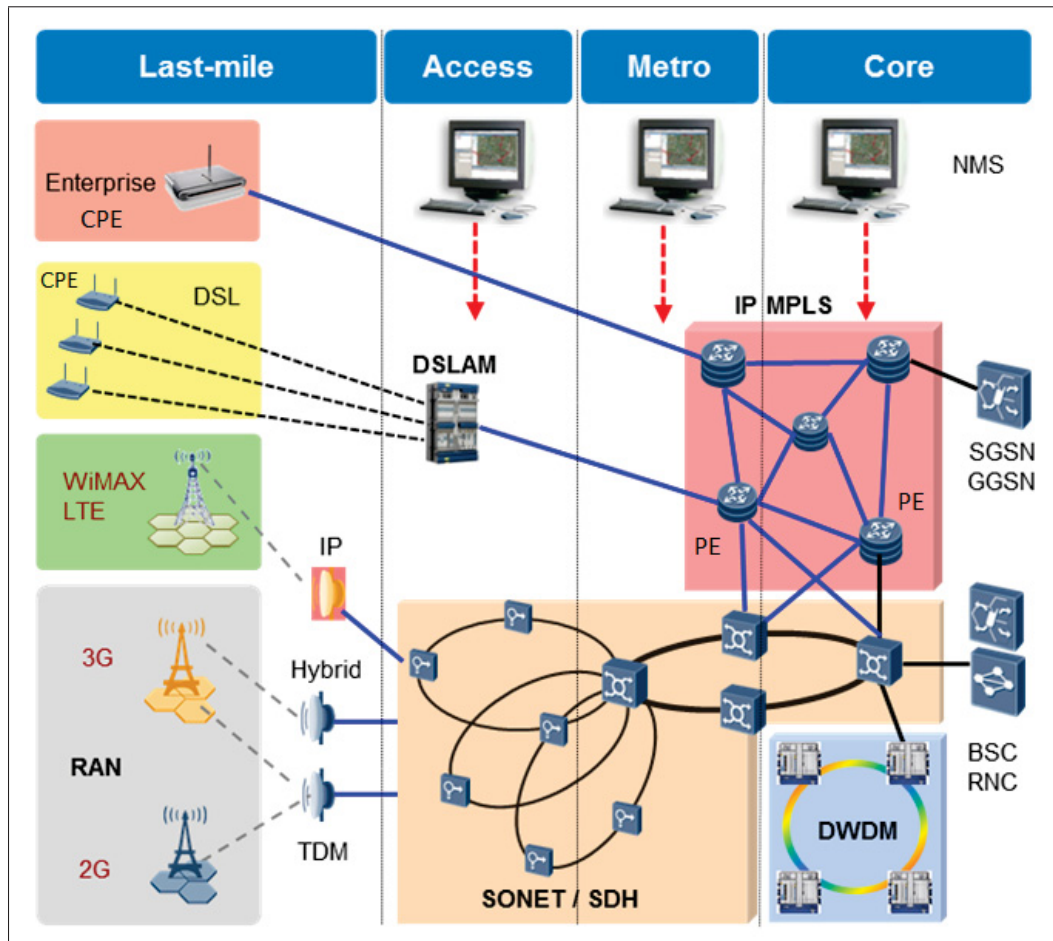 Last-mile
Access
Metro
Core
NMS
Enterprise
CPE
CPE
DSL
IP MPLS
DSLAM
SGSN
GGSN
PE
PE
WiMAX
LTE
IP
3G
Hybrid
RAN
BSC
RNC
TDM
DWDM
2G
SONET / SDH